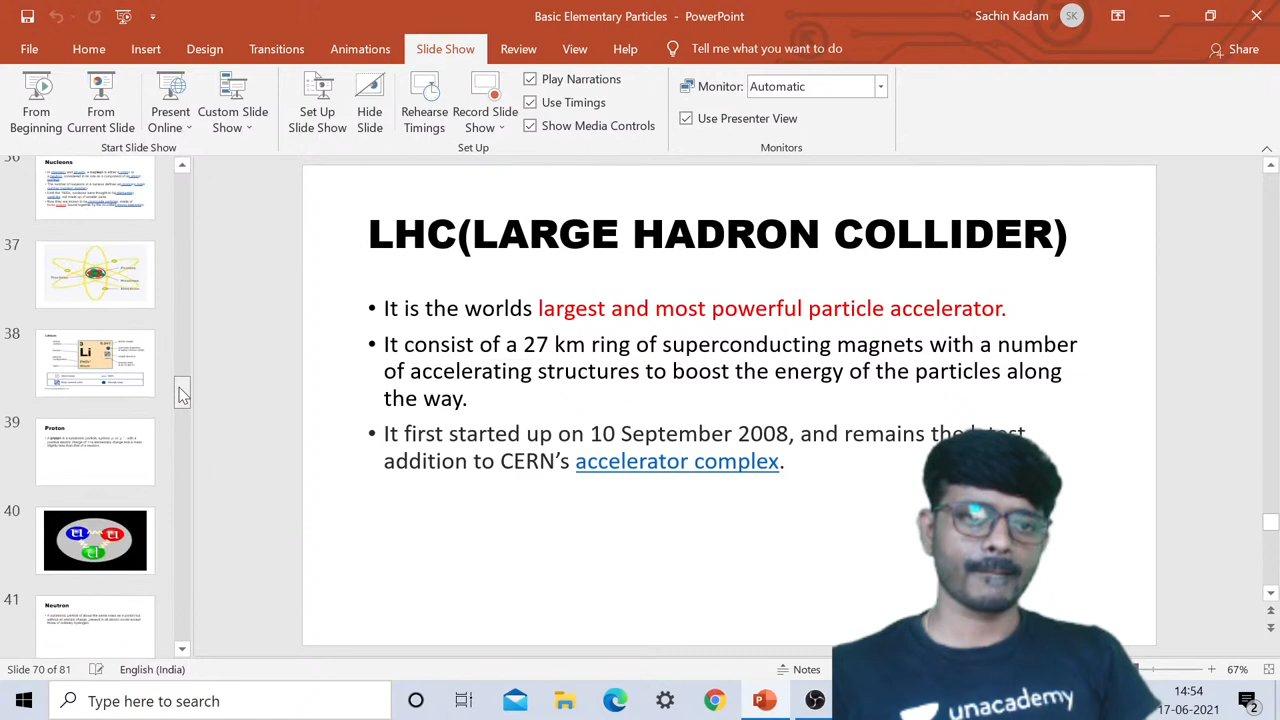 Basic Elementary Particles - PowerPoint
Sachin Kadam SK
File Home Insert Design Transitions Animations Slide Show Review View Help Tell me what you want to do Share
From Beginning
From Current Slide
Present Online
Custom Slide Show
Set Up Slide Show
Hide Slide
Rehearse Timings
Record Slide Show
Play Narrations
Use Timings
Show Media Controls
Monitor: Automatic
Use Presenter View
Start Slide Show
Set Up
Monitors
36
Nucleons
37
38
Li
39
Proton
40
41
Neutron
LHC(LARGE HADRON COLLIDER)
• It is the worlds largest and most powerful particle accelerator.
• It consist of a 27 km ring of superconducting magnets with a number
of accelerating structures to boost the energy of the particles along
the way.
• It first started up on 10 September 2008, and remains the latest
addition to CERN’s accelerator complex.
unacademy
Slide 70 of 81
English (India)
Notes
67%
Type here to search
14:54
17-06-2021
2